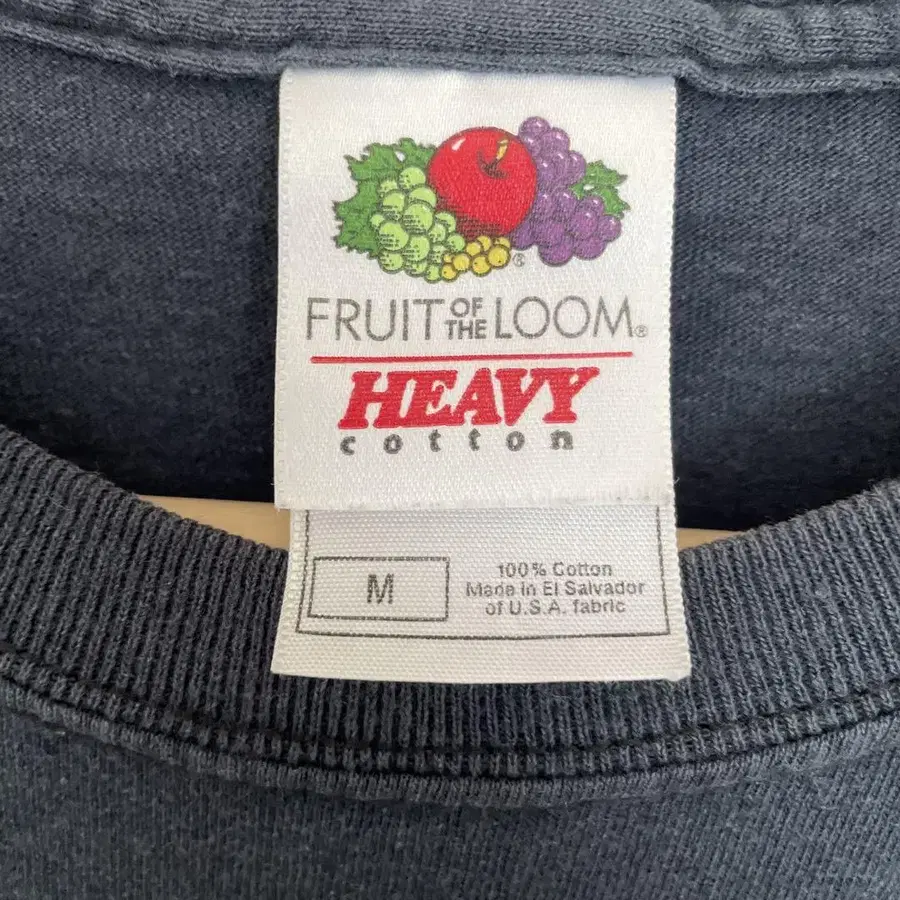 FRUIT OF THE LOOM®
HEAVY
cotton
M
100% Cotton
Made in El Salvador
of U.S.A. fabric